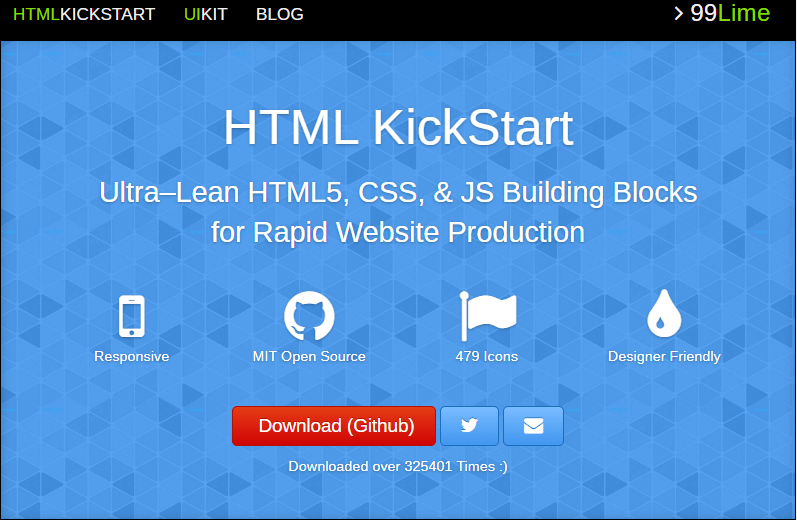 HTMLKICKSTART UIKIT BLOG > 99Lime
HTML KickStart
Ultra–Lean HTML5, CSS, & JS Building Blocks
for Rapid Website Production
Responsive MIT Open Source 479 Icons Designer Friendly
Download (Github)
Downloaded over 325401 Times :)